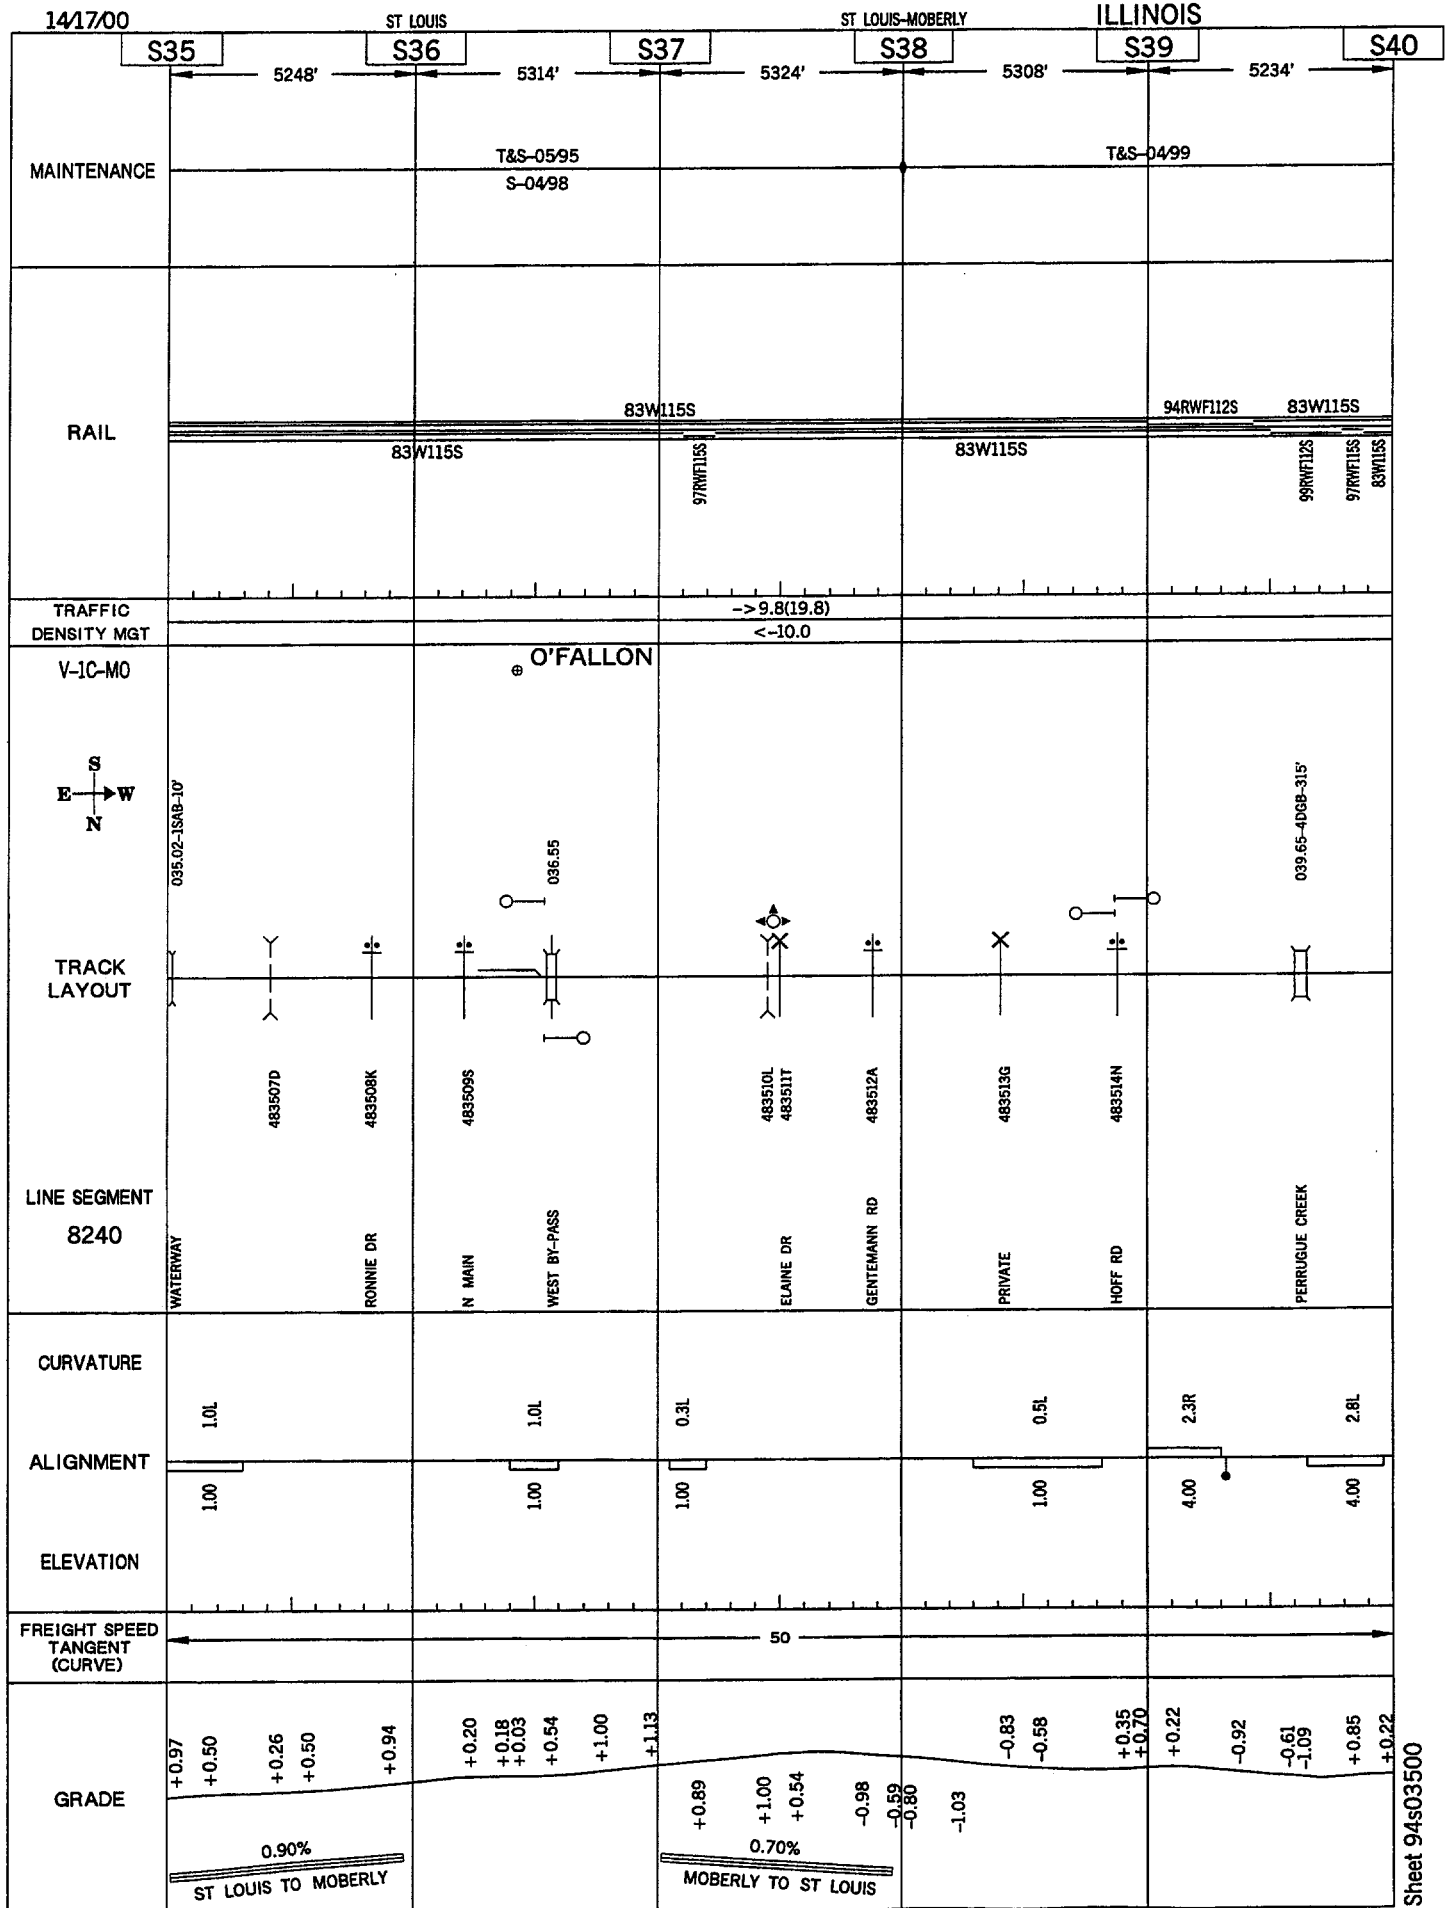 14/17/00
ST LOUIS
ST LOUIS-MOBERLY
ILLINOIS
S35
S36
S37
S38
S39
S40
5248'
5314'
5324'
5308'
5234'
MAINTENANCE
T&S-05/95
S-04/98
T&S-04/99
RAIL
83W115S
94RWF112S
83W115S
83W115S
83W115S
97RWF115S
99RWF112S
97RWF115S
83W115S
TRAFFIC
DENSITY MGT
->9.8(19.8)
<-10.0
V-1C-MO
O'FALLON
S
E
W
N
035.02-1SAB-10'
036.55
039.65-4DGB-315'
TRACK
LAYOUT
483507D
483508K
483509S
483510L
483511T
483512A
483513G
483514N
LINE SEGMENT
8240
WATERWAY
RONNIE DR
N MAIN
WEST BY-PASS
ELAINE DR
GENTEMANN RD
PRIVATE
HOFF RD
PERRUGUE CREEK
CURVATURE
1.0L
1.0L
0.3L
0.5L
2.3R
2.8L
ALIGNMENT
1.00
1.00
1.00
1.00
4.00
4.00
ELEVATION
FREIGHT SPEED
TANGENT
(CURVE)
50
GRADE
+0.97
+0.50
+0.26
+0.50
+0.94
+0.20
+0.18
+0.03
+0.54
+1.00
+1.13
+0.89
+1.00
+0.54
-0.98
-0.59
-0.80
-1.03
-0.83
-0.58
+0.35
+0.70
+0.22
-0.92
-0.61
-1.09
+0.85
+0.22
0.90%
ST LOUIS TO MOBERLY
0.70%
MOBERLY TO ST LOUIS
Sheet 94s03500